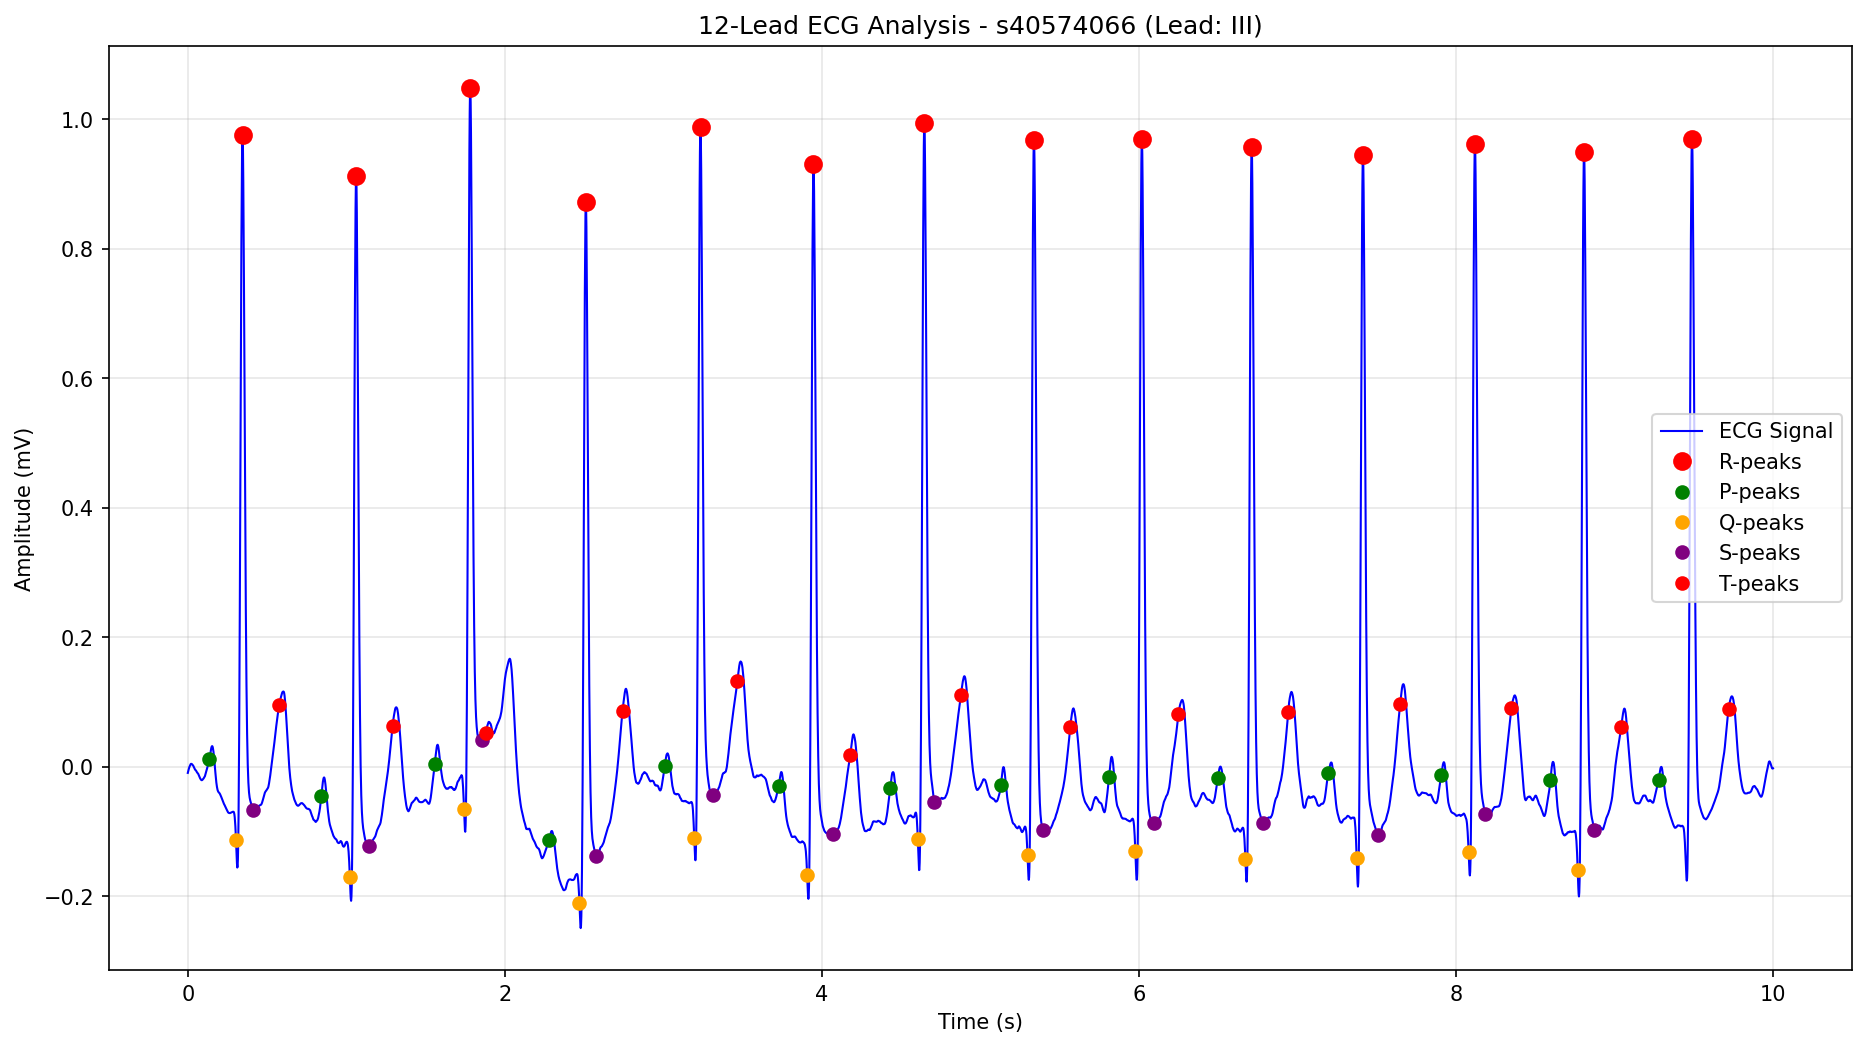 12-Lead ECG Analysis - s40574066 (Lead: III)
Amplitude (mV)
1.0
0.8
0.6
0.4
0.2
0.0
−0.2
ECG Signal
R-peaks
P-peaks
Q-peaks
S-peaks
T-peaks
0 2 4 6 8 10
Time (s)